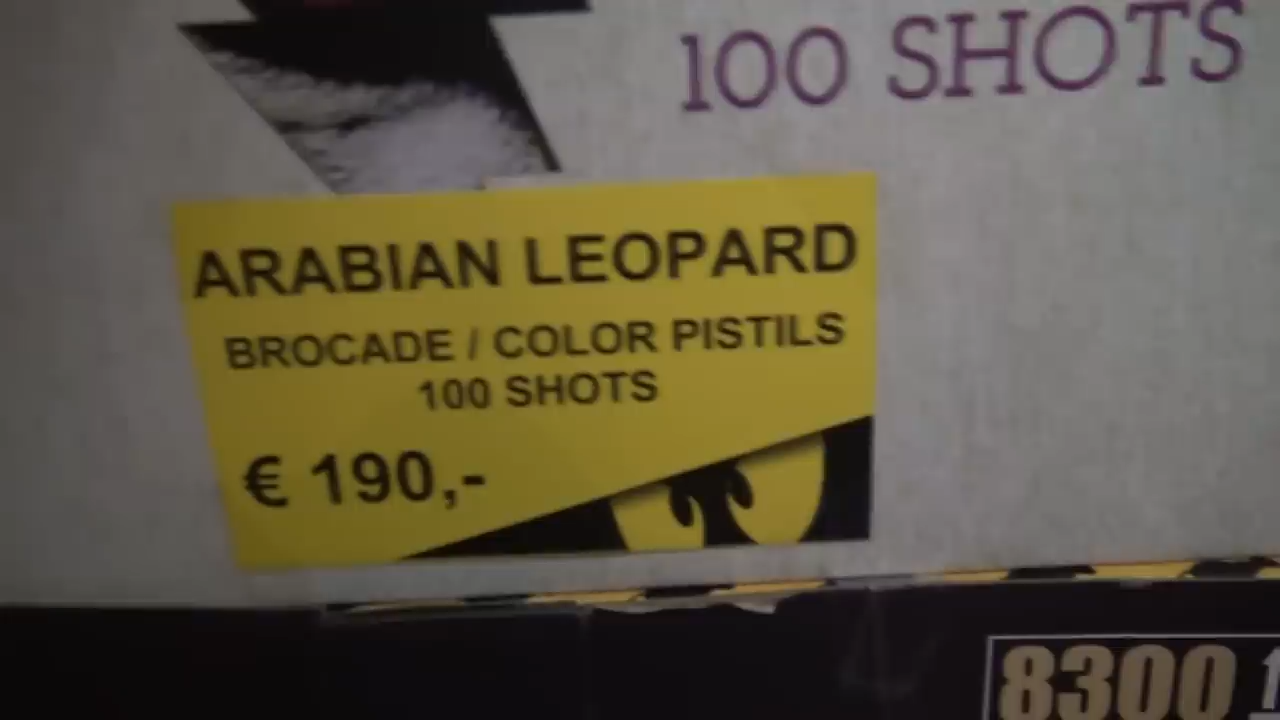 100 SHOTS
ARABIAN LEOPARD
BROCADE / COLOR PISTILS
100 SHOTS
€ 190,-
8300